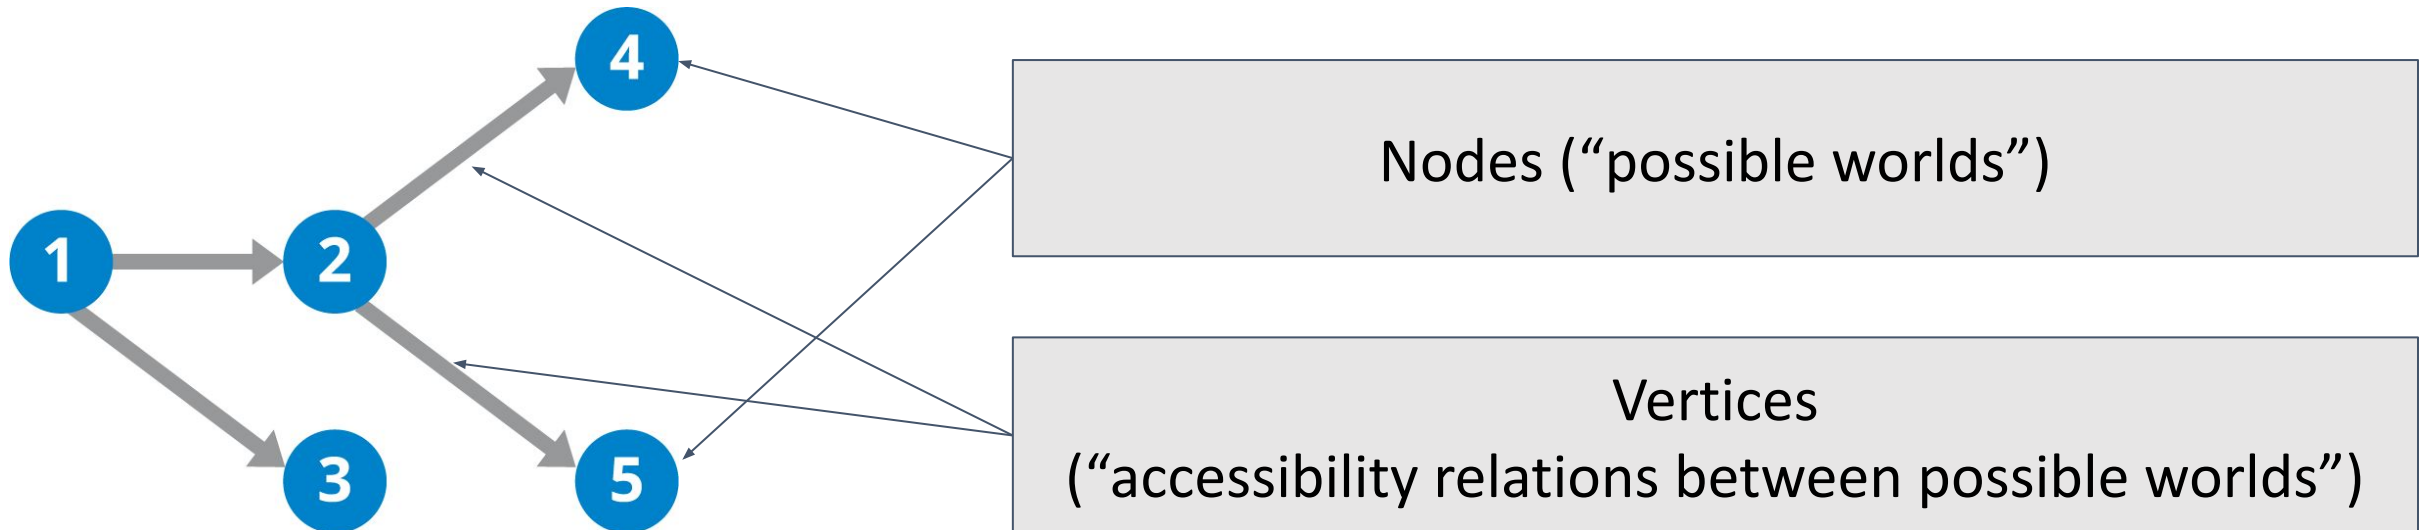 4
Nodes (“possible worlds”)
1
2
Vertices
(“accessibility relations between possible worlds”)
3
5